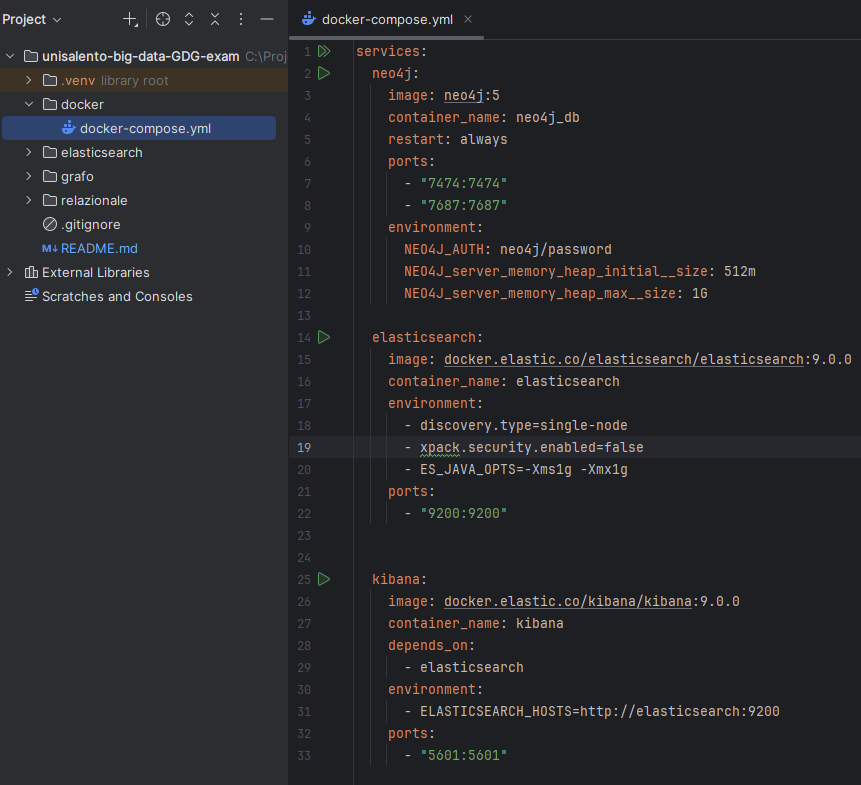 Project
unisalento-big-data-GDG-exam C:\Proj
.venv library root
docker
docker-compose.yml
elasticsearch
grafo
relazionale
.gitignore
M↓ README.md
External Libraries
Scratches and Consoles
docker-compose.yml
1 services:
2 neo4j:
3 image: neo4j:5
4 container_name: neo4j_db
5 restart: always
6 ports:
7 - "7474:7474"
8 - "7687:7687"
9 environment:
10 NEO4J_AUTH: neo4j/password
11 NEO4J_server_memory_heap_initial__size: 512m
12 NEO4J_server_memory_heap_max__size: 1G
13
14 elasticsearch:
15 image: docker.elastic.co/elasticsearch/elasticsearch:9.0.0
16 container_name: elasticsearch
17 environment:
18 - discovery.type=single-node
19 - xpack.security.enabled=false
20 - ES_JAVA_OPTS=-Xms1g -Xmx1g
21 ports:
22 - "9200:9200"
23
24
25 kibana:
26 image: docker.elastic.co/kibana/kibana:9.0.0
27 container_name: kibana
28 depends_on:
29 - elasticsearch
30 environment:
31 - ELASTICSEARCH_HOSTS=http://elasticsearch:9200
32 ports:
33 - "5601:5601"